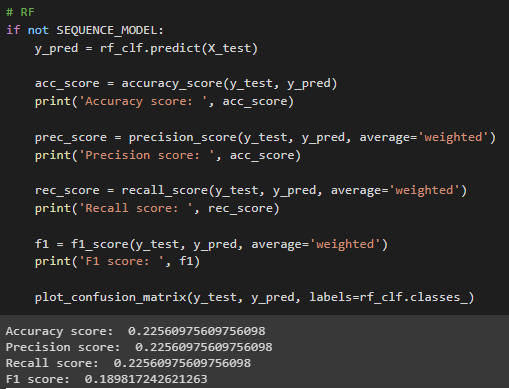 # RF
if not SEQUENCE_MODEL:
    y_pred = rf_clf.predict(X_test)
    acc_score = accuracy_score(y_test, y_pred)
    print('Accuracy score: ', acc_score)
    prec_score = precision_score(y_test, y_pred, average='weighted')
    print('Precision score: ', acc_score)
    rec_score = recall_score(y_test, y_pred, average='weighted')
    print('Recall score: ', rec_score)
    f1 = f1_score(y_test, y_pred, average='weighted')
    print('F1 score: ', f1)
    plot_confusion_matrix(y_test, y_pred, labels=rf_clf.classes_)
Accuracy score:  0.22560975609756098
Precision score:  0.22560975609756098
Recall score:  0.22560975609756098
F1 score:  0.189817242621263